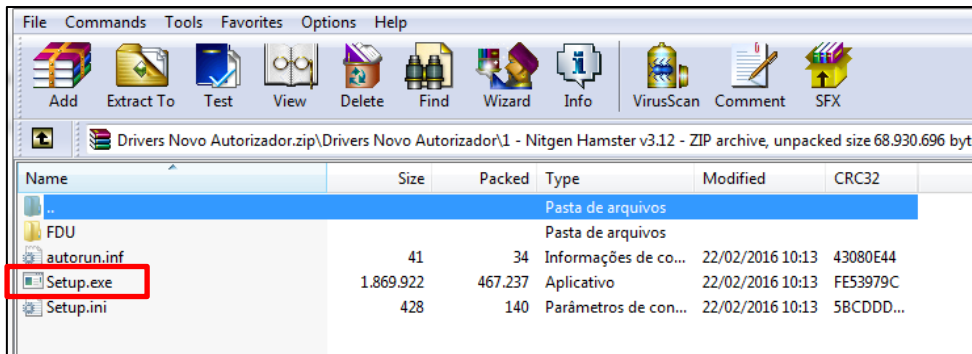 File Commands Tools Favorites Options Help
Add Extract To Test View Delete Find Wizard Info VirusScan Comment SFX
Drivers Novo Autorizador.zip\Drivers Novo Autorizador\1 - Nitgen Hamster v3.12 - ZIP archive, unpacked size 68.930.696 byt
Name Size Packed Type Modified CRC32
.. Pasta de arquivos
FDU Pasta de arquivos
autorun.inf 41 34 Informações de co... 22/02/2016 10:13 43080E44
Setup.exe 1.869.922 467.237 Aplicativo 22/02/2016 10:13 FE53979C
Setup.ini 428 140 Parâmetros de con... 22/02/2016 10:13 5BCDDD...